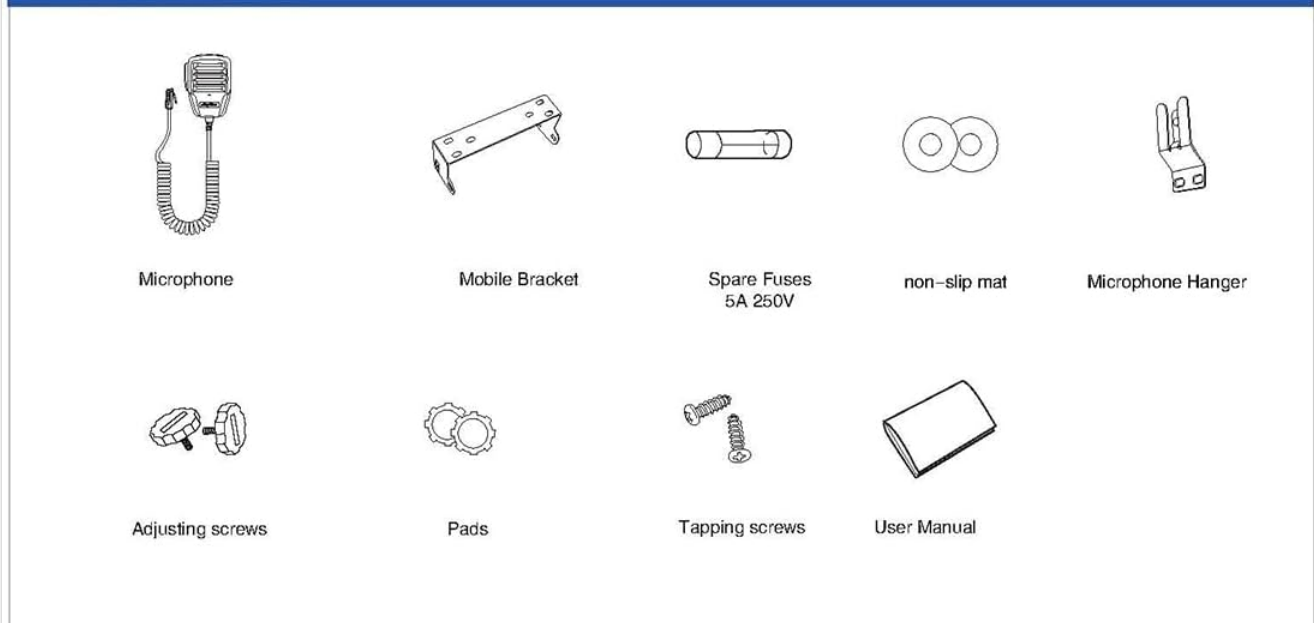 Microphone
Mobile Bracket
Spare Fuses
5A 250V
non-slip mat
Microphone Hanger
Adjusting screws
Pads
Tapping screws
User Manual